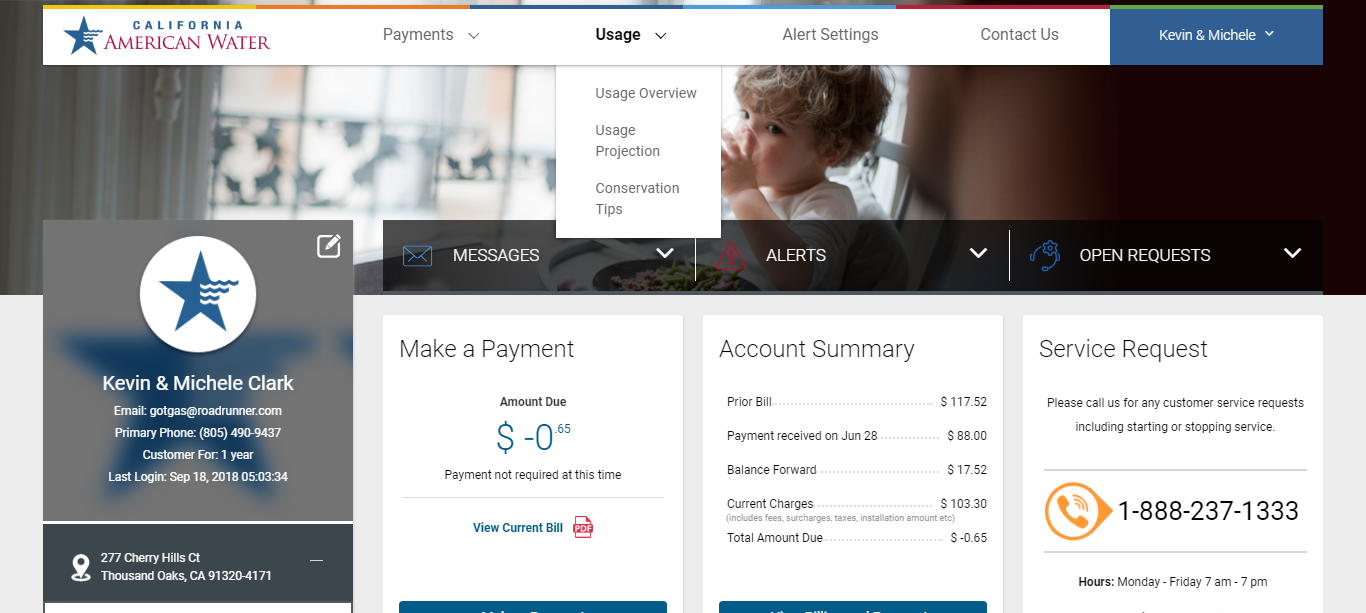 CALIFORNIA
AMERICAN WATER
Payments
Usage
Alert Settings
Contact Us
Kevin & Michele
Usage Overview
Usage
Projection
Conservation
Tips
MESSAGES
ALERTS
OPEN REQUESTS
Kevin & Michele Clark
Email: gotgas@roadrunner.com
Primary Phone: (805) 490-9437
Customer For: 1 year
Last Login: Sep 18, 2018 05:03:34
277 Cherry Hills Ct
Thousand Oaks, CA 91320-4171
Make a Payment
Amount Due
$ -0.65
Payment not required at this time
View Current Bill PDF
Account Summary
Prior Bill $ 117.52
Payment received on Jun 28 $ 88.00
Balance Forward $ 17.52
Current Charges $ 103.30
(includes fees, surcharges, taxes, installation amount etc)
Total Amount Due $ -0.65
Service Request
Please call us for any customer service requests
including starting or stopping service.
1-888-237-1333
Hours: Monday - Friday 7 am - 7 pm